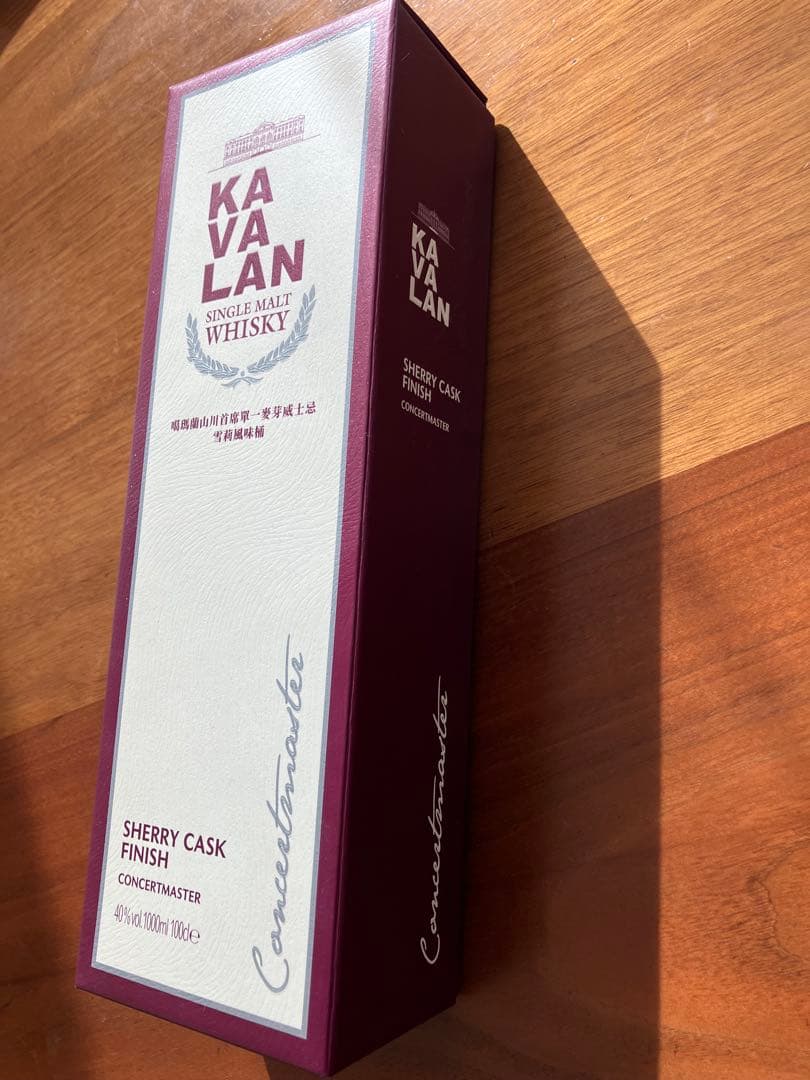 KA
VA
LAN
SINGLE MALT
WHISKY
噶瑪蘭山川首席單一麥芽威士忌
雪莉風味桶
Concertmaster
SHERRY CASK
FINISH
CONCERTMASTER
40%vol.1000ml 100cl℮
KA
VA
LAN
SHERRY CASK
FINISH
CONCERTMASTER
Concertmaster